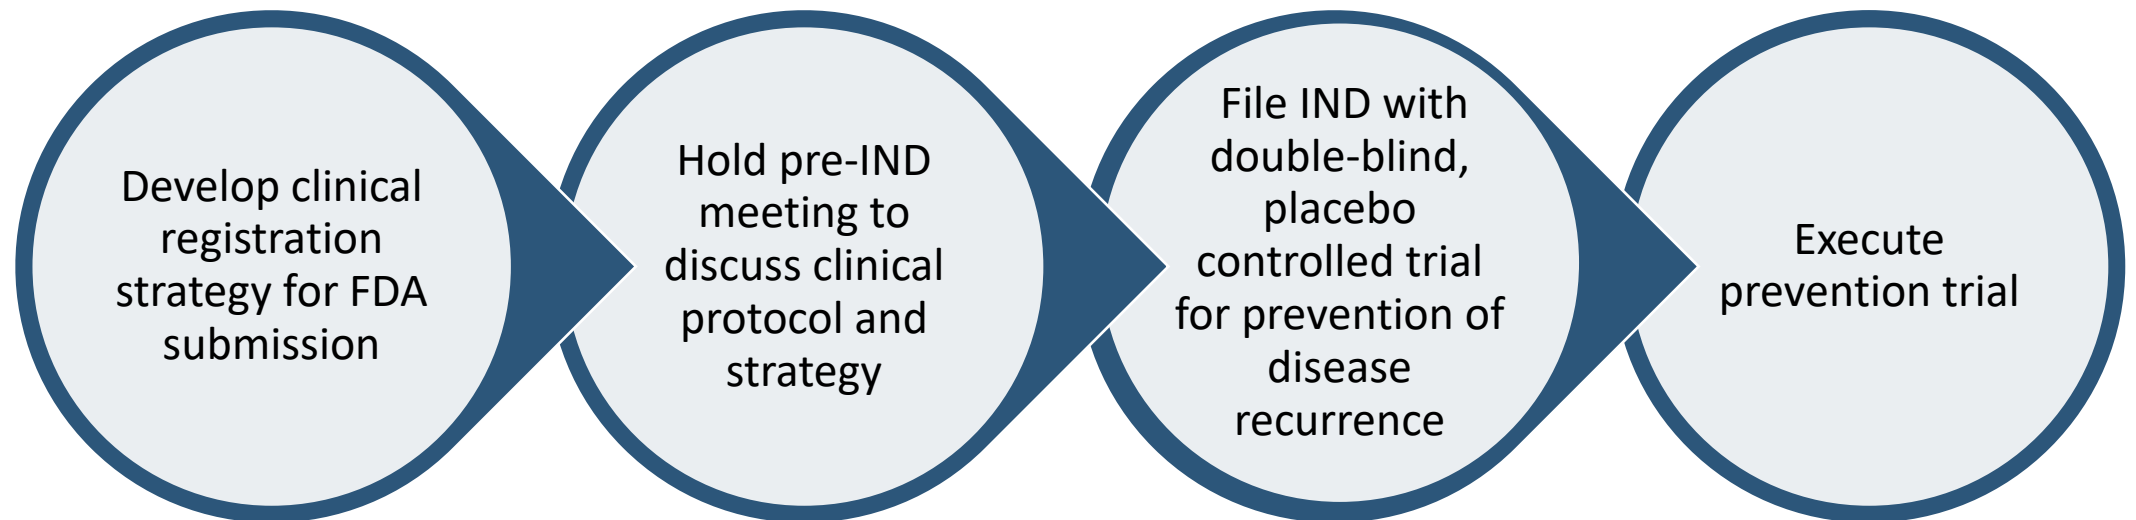 Develop clinical
registration
strategy for FDA
submission
Hold pre-IND
meeting to
discuss clinical
protocol and
strategy
File IND with
double-blind,
placebo
controlled trial
for prevention of
disease
recurrence
Execute
prevention trial